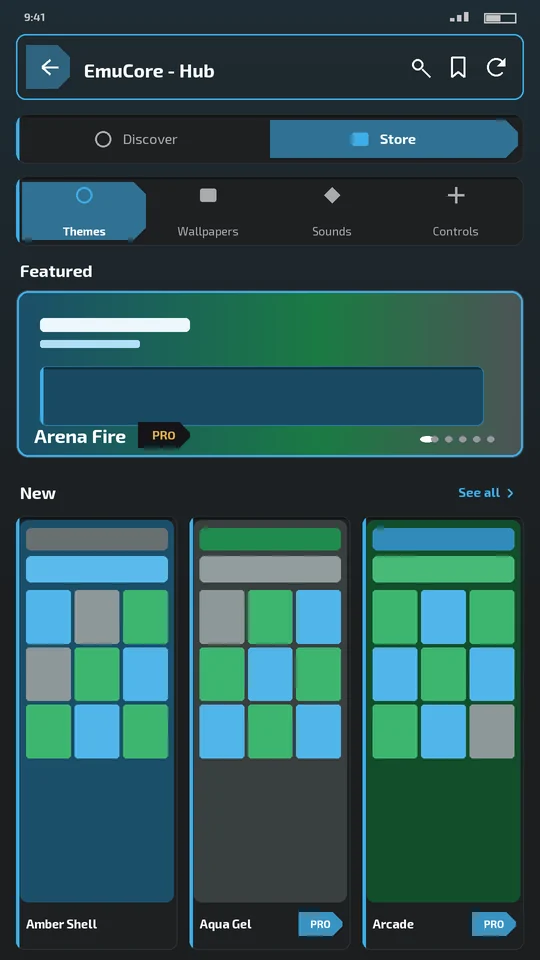 9:41
EmuCore - Hub
Discover
Store
Themes
Wallpapers
Sounds
Controls
Featured
Arena Fire
PRO
New
See all
Amber Shell
Aqua Gel
PRO
Arcade
PRO